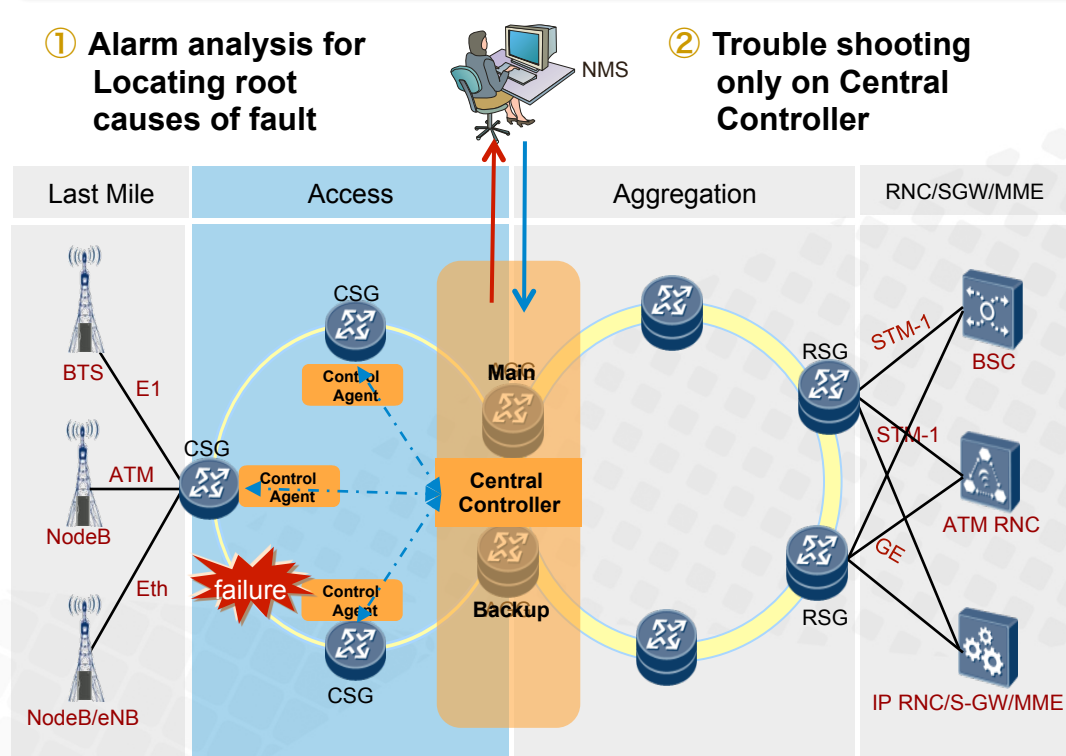 ① Alarm analysis for
Locating root
causes of fault
NMS
② Trouble shooting
only on Central
Controller
Last Mile
Access
Aggregation
RNC/SGW/MME
BTS
E1
ATM
NodeB
Eth
NodeB/eNB
CSG
Control
Agent
CSG
Control
Agent
failure
Control
Agent
CSG
Main
Central
Controller
Backup
RSG
RSG
STM-1
STM-1
GE
BSC
ATM RNC
IP RNC/S-GW/MME